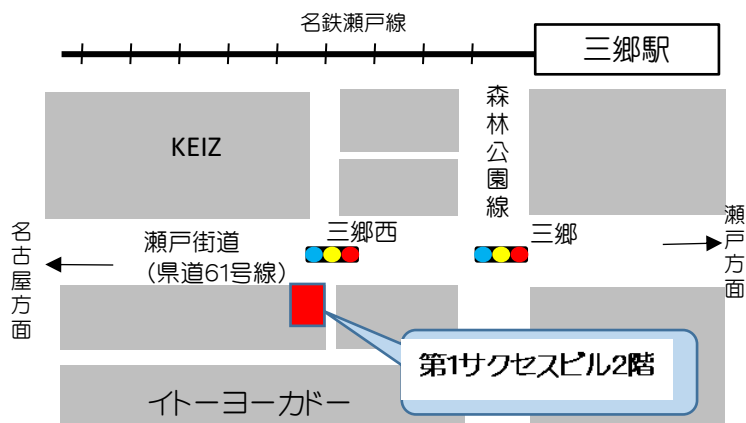 名鉄瀬戸線
三郷駅
森林公園線
KEIZ
名古屋方面
瀬戸街道
(県道61号線)
三郷西
三郷
瀬戸方面
第1サクセスビル2階
イトーヨーカドー